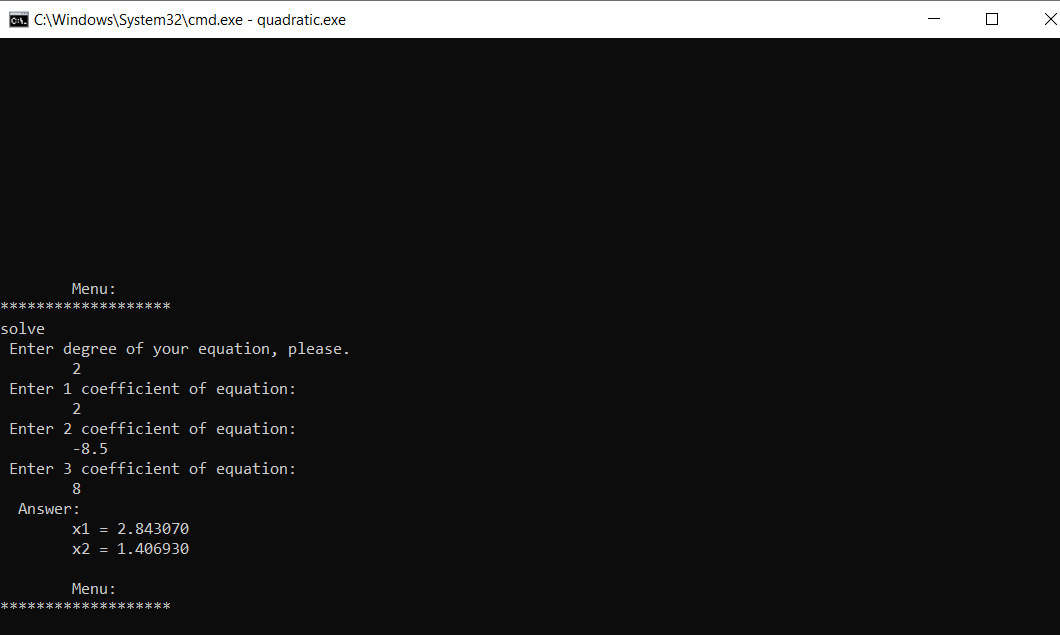 C:\Windows\System32\cmd.exe - quadratic.exe
Menu:
*******************
solve
Enter degree of your equation, please.
2
Enter 1 coefficient of equation:
2
Enter 2 coefficient of equation:
-8.5
Enter 3 coefficient of equation:
8
Answer:
x1 = 2.843070
x2 = 1.406930
Menu:
*******************